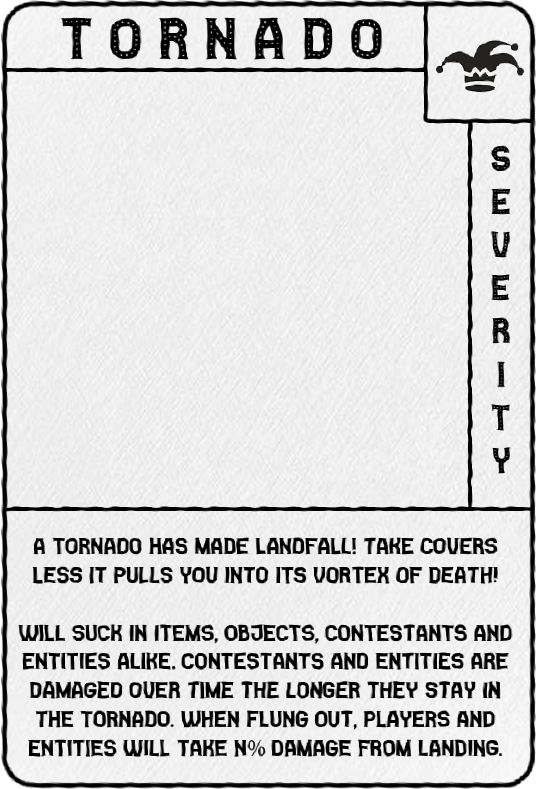 TORNADO
SEVERITY
A TORNADO HAS MADE LANDFALL! TAKE COVERS
LESS IT PULLS YOU INTO ITS VORTEX OF DEATH!
WILL SUCK IN ITEMS, OBJECTS, CONTESTANTS AND
ENTITIES ALIKE. CONTESTANTS AND ENTITIES ARE
DAMAGED OVER TIME THE LONGER THEY STAY IN
THE TORNADO. WHEN FLUNG OUT, PLAYERS AND
ENTITIES WILL TAKE N% DAMAGE FROM LANDING.